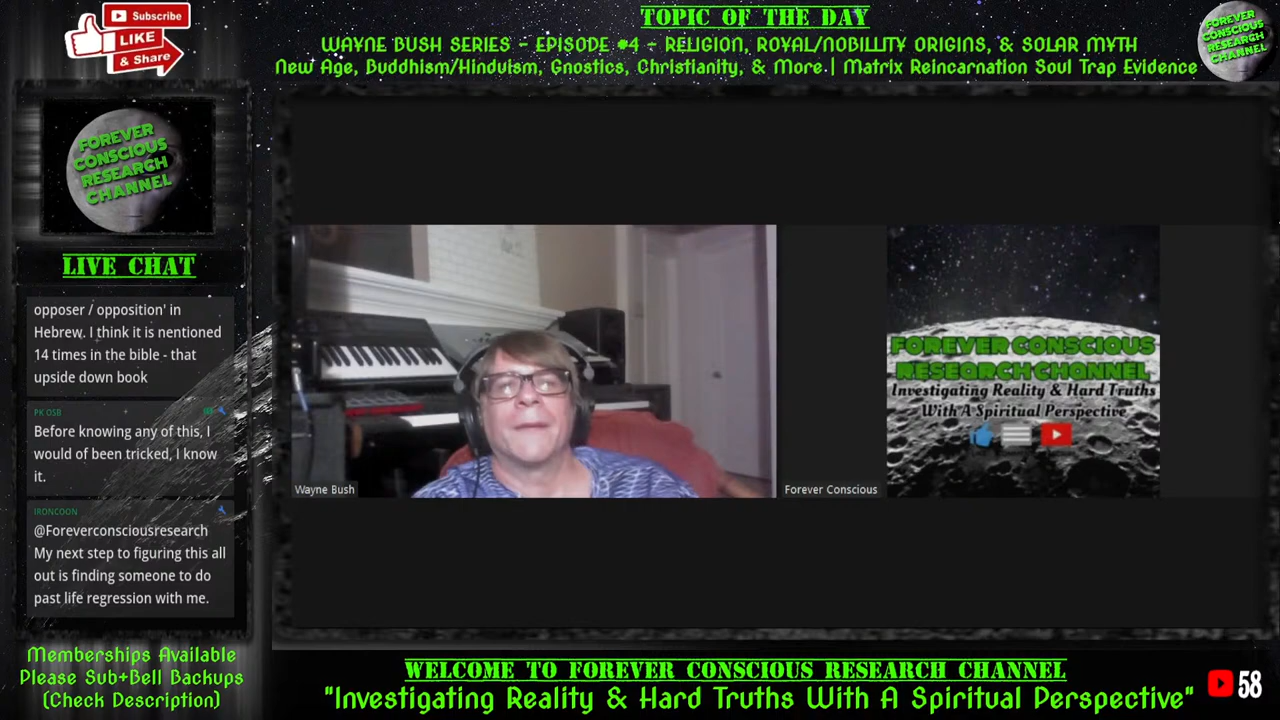 Subscribe
LIKE
& Share
TOPIC OF THE DAY
WAYNE BUSH SERIES - EPISODE #4 - RELIGION, ROYAL/NOBILLITY ORIGINS, & SOLAR MYTH
New Age, Buddhism/Hinduism, Gnostics, Christianity, & More | Matrix Reincarnation Soul Trap Evidence
FOREVER
CONSCIOUS
RESEARCH
CHANNEL
FOREVER
CONSCIOUS
RESEARCH
CHANNEL
LIVE CHAT
opposer / opposition' in
Hebrew. I think it is nentioned
14 times in the bible - that
upside down book
PK OSB
Before knowing any of this, I
would of been tricked, I know
it.
IRONCOON
@Foreverconsciousresearch
My next step to figuring this all
out is finding someone to do
past life regression with me.
Memberships Available
Please Sub+Bell Backups
(Check Description)
Wayne Bush
FOREVER CONSCIOUS
RESEARCH CHANNEL
Investigating Reality & Hard Truths
With A Spiritual Perspective
Forever Conscious
WELCOME TO FOREVER CONSCIOUS RESEARCH CHANNEL
"Investigating Reality & Hard Truths With A Spiritual Perspective"
58